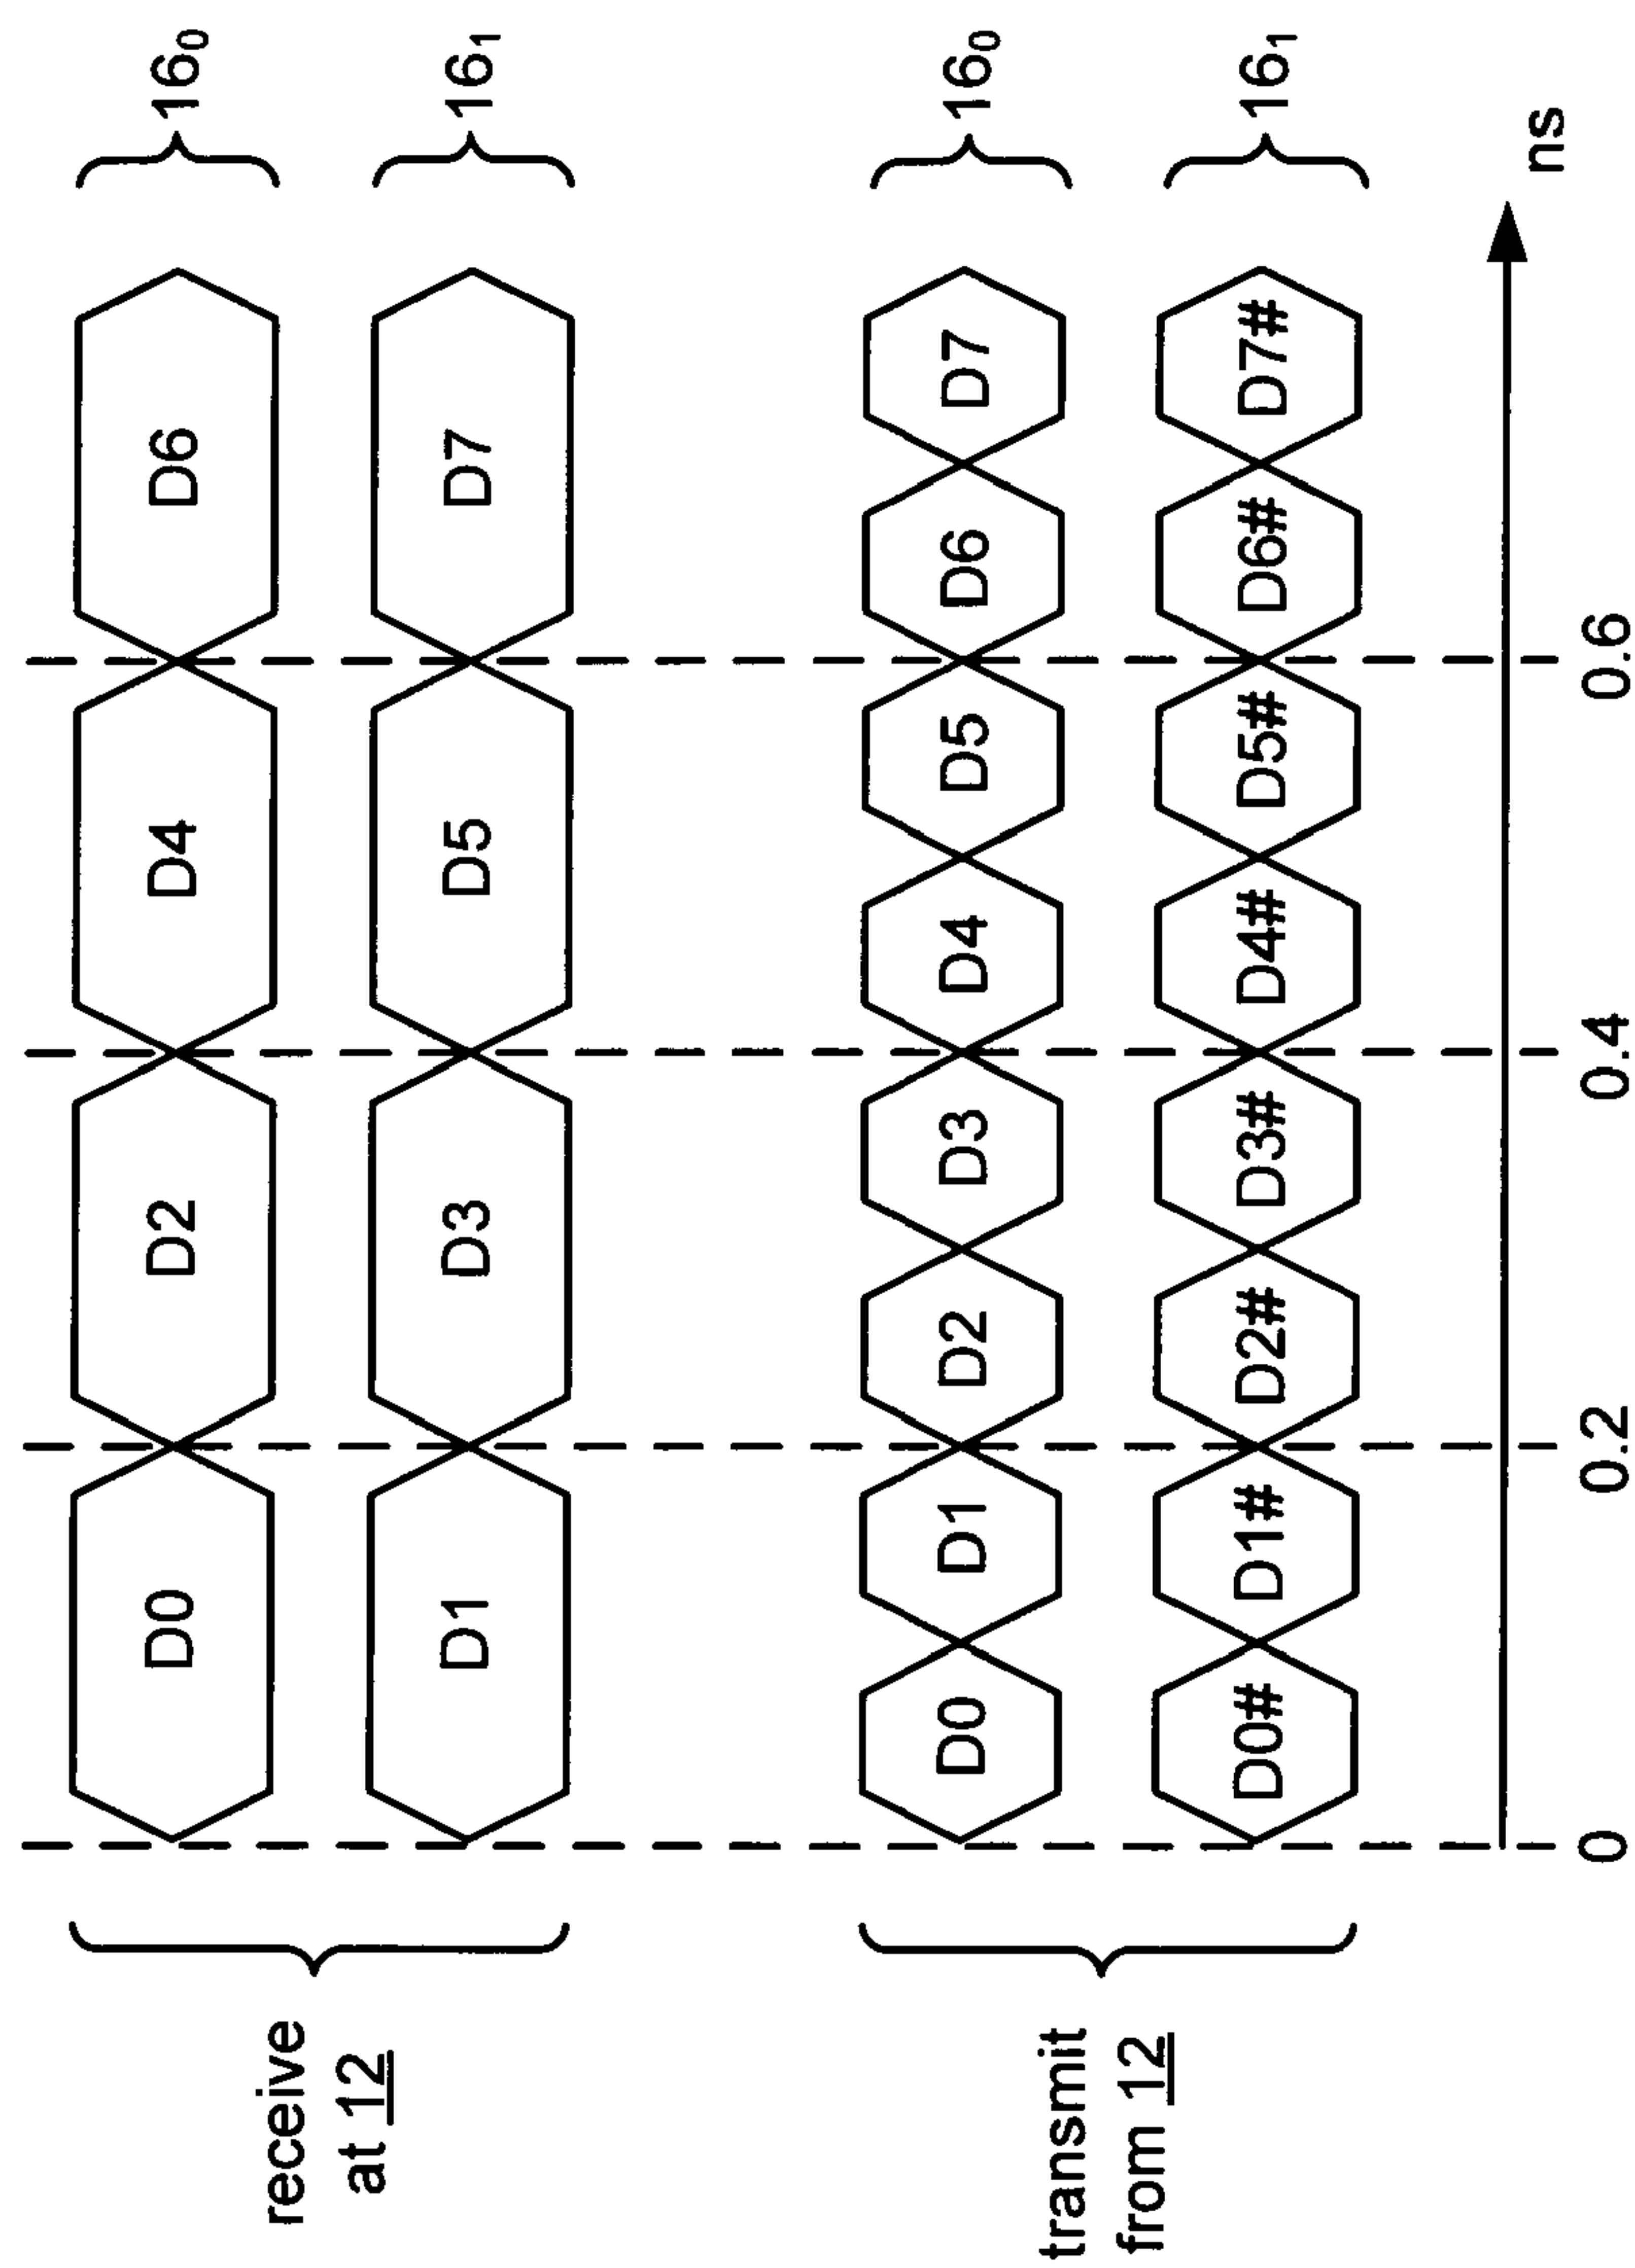 receive
at 12
D0
D2
D4
D6
16₀
D1
D3
D5
D7
16₁
transmit
from 12
D0
D1
D2
D3
D4
D5
D6
D7
16₀
D0#
D1#
D2#
D3#
D4#
D5#
D6#
D7#
16₁
0
0.2
0.4
0.6
ns